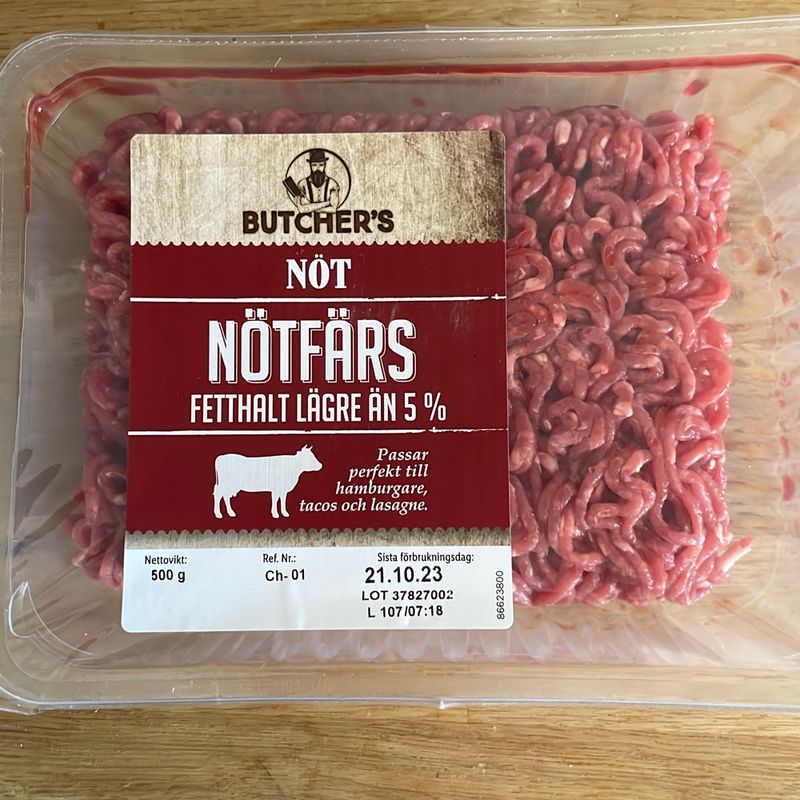 BUTCHER'S
NÖT
NÖTFÄRS
FETTHALT LÄGRE ÄN 5 %
Passar
perfekt till
hamburgare,
tacos och lasagne.
Nettovikt:
500 g
Ref. Nr.:
Ch- 01
Sista förbrukningsdag:
21.10.23
LOT 37827002
L 107/07:18
86623800